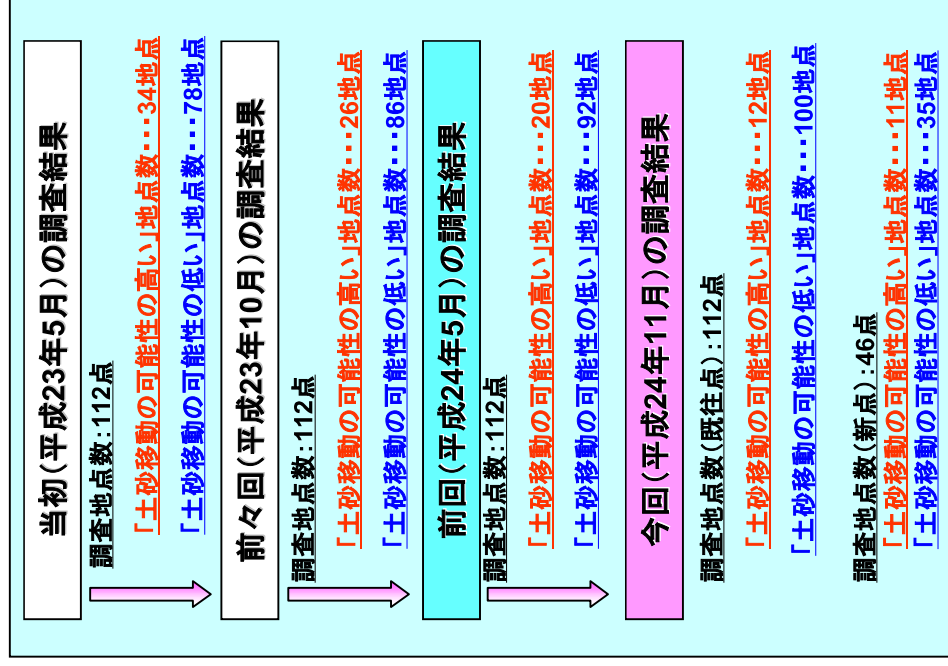 当初(平成23年5月)の調査結果
調査地点数:112点
「土砂移動の可能性の高い」地点数・・・34地点
「土砂移動の可能性の低い」地点数・・・78地点
前々回(平成23年10月)の調査結果
調査地点数:112点
「土砂移動の可能性の高い」地点数・・・26地点
「土砂移動の可能性の低い」地点数・・・86地点
前回(平成24年5月)の調査結果
調査地点数:112点
「土砂移動の可能性の高い」地点数・・・20地点
「土砂移動の可能性の低い」地点数・・・92地点
今回(平成24年11月)の調査結果
調査地点数(既往点):112点
「土砂移動の可能性の高い」地点数・・・12地点
「土砂移動の可能性の低い」地点数・・・100地点
調査地点数(新点):46点
「土砂移動の可能性の高い」地点数・・・11地点
「土砂移動の可能性の低い」地点数・・・35地点